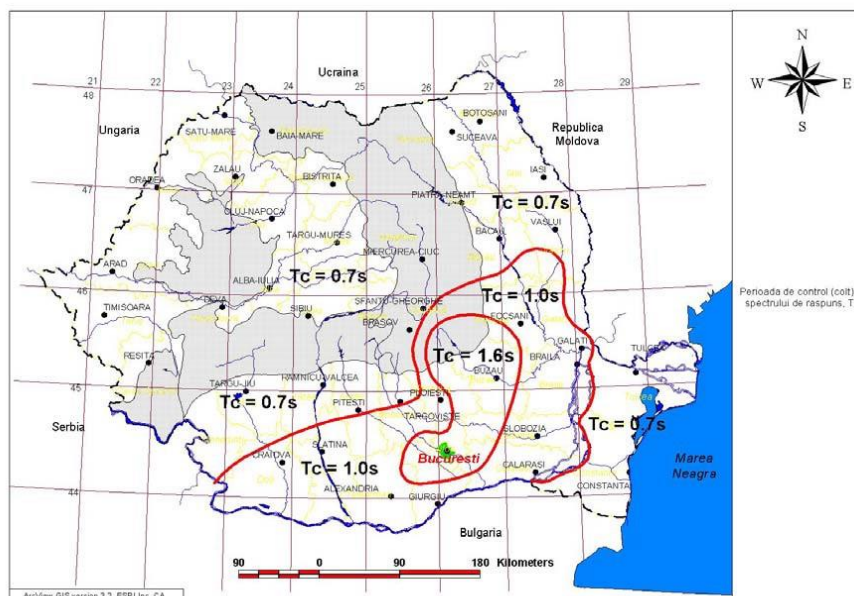 N
W E
S
21 22 23 24 25 26 27 28 29
48
Ucraina
Ungaria
Republica
Moldova
BOTOSANI
SUCEAVA
SATU-MARE
BAIA-MARE
IASI
ZALAU
BISTRITA
ORADEA
47
PIATRA-NEAMT
Tc = 0.7s
CLUJ-NAPOCA
VASLUI
TARGU-MURES
BACAU
MIERCUREA-CIUC
ARAD
Tc = 0.7s
ALBA-IULIA
46
Tc = 1.0s
DEVA
SFANTU-GHEORGHE
TIMISOARA
SIBIU
FOCSANI
BRASOV
GALATI
TULCEA
Tc = 1.6s
BRAILA
RESITA
RAMNICU-VALCEA
BUZAU
45
TARGU-JIU
PLOIESTI
Tc = 0.7s
PITESTI
TARGOVISTE
Tc = 0.7s
SLOBOZIA
Serbia
SLATINA
Bucuresti
CRAIOVA
Tc = 1.0s
CALARASI
Marea
Neagra
CONSTANTA
44
ALEXANDRIA
GIURGIU
Bulgaria
90 0 90 180 Kilometers
Perioada de control (colt)
spectrului de raspuns, T